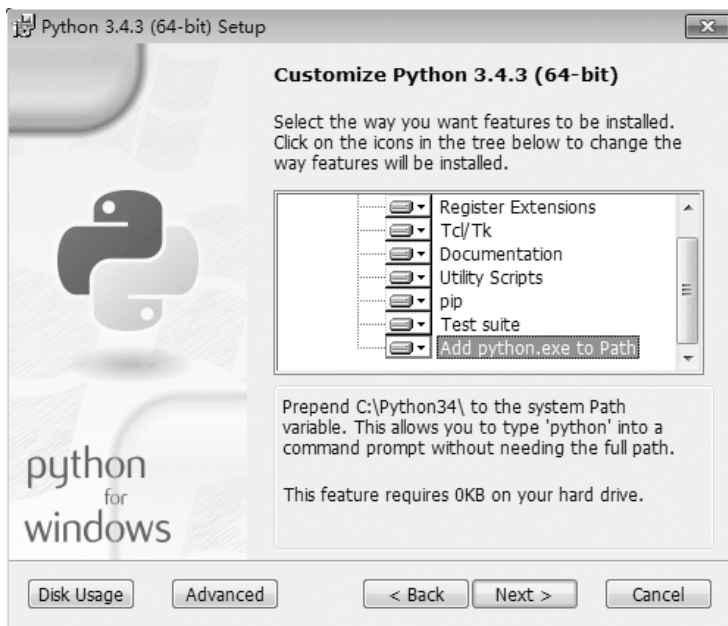 Python 3.4.3 (64-bit) Setup
Customize Python 3.4.3 (64-bit)
Select the way you want features to be installed.
Click on the icons in the tree below to change the
way features will be installed.
Register Extensions
Tcl/Tk
Documentation
Utility Scripts
pip
Test suite
Add python.exe to Path
Prepend C:\Python34\ to the system Path
variable. This allows you to type 'python' into a
command prompt without needing the full path.
This feature requires 0KB on your hard drive.
python
for
windows
Disk Usage
Advanced
< Back
Next >
Cancel